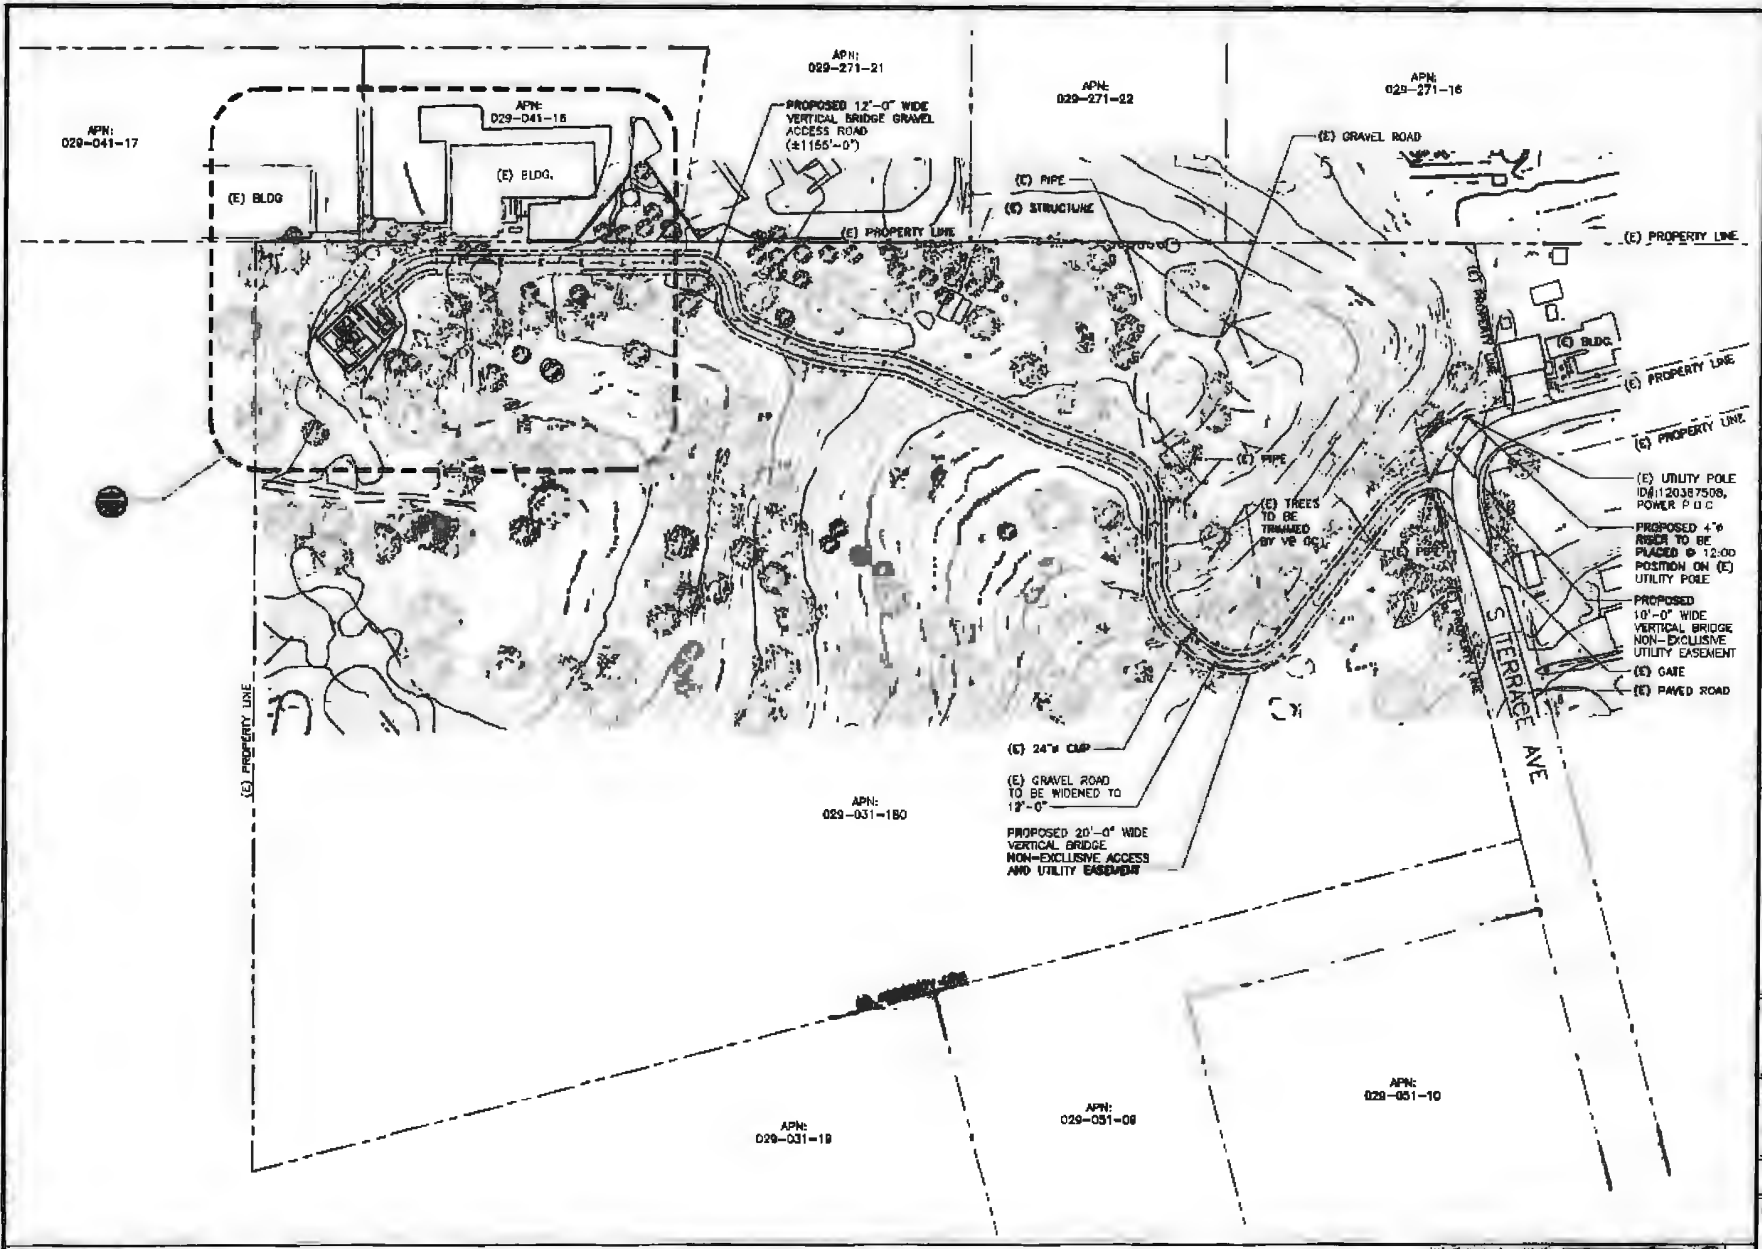 APN:
029-271-21
APN:
029-271-22
APN:
029-271-16
APN:
029-041-17
APN:
029-041-16
PROPOSED 12'-0" WIDE
VERTICAL BRIDGE GRAVEL
ACCESS ROAD
(±1155'-0")
(E) GRAVEL ROAD
(E) BLDG
(E) BLDG.
(E) PIPE
(E) STRUCTURE
(E) PROPERTY LINE
(E) PROPERTY LINE
(E) PROPERTY LINE
(E) BLDG.
(E) PROPERTY LINE
(E) PROPERTY LINE
(E) PIPE
(E) TREES
TO BE
TRIMMED
BY VB GC
(E) UTILITY POLE
POWER P.O.C
PROPOSED 4"ø
RISER TO BE
PLACED @ 12:00
POSITION ON (E)
UTILITY POLE
PROPOSED
10'-0" WIDE
VERTICAL BRIDGE
NON-EXCLUSIVE
UTILITY EASEMENT
(E) GATE
(E) PAVED ROAD
(E) PROPERTY LINE
S TERRACE AVE
(E) PROPERTY LINE
(E) 24"ø CMP
(E) GRAVEL ROAD
TO BE WIDENED TO
12'-0"
PROPOSED 20'-0" WIDE
VERTICAL BRIDGE
NON-EXCLUSIVE ACCESS
AND UTILITY EASEMENT
APN:
029-031-180
APN:
029-031-19
APN:
029-051-09
APN:
029-051-10